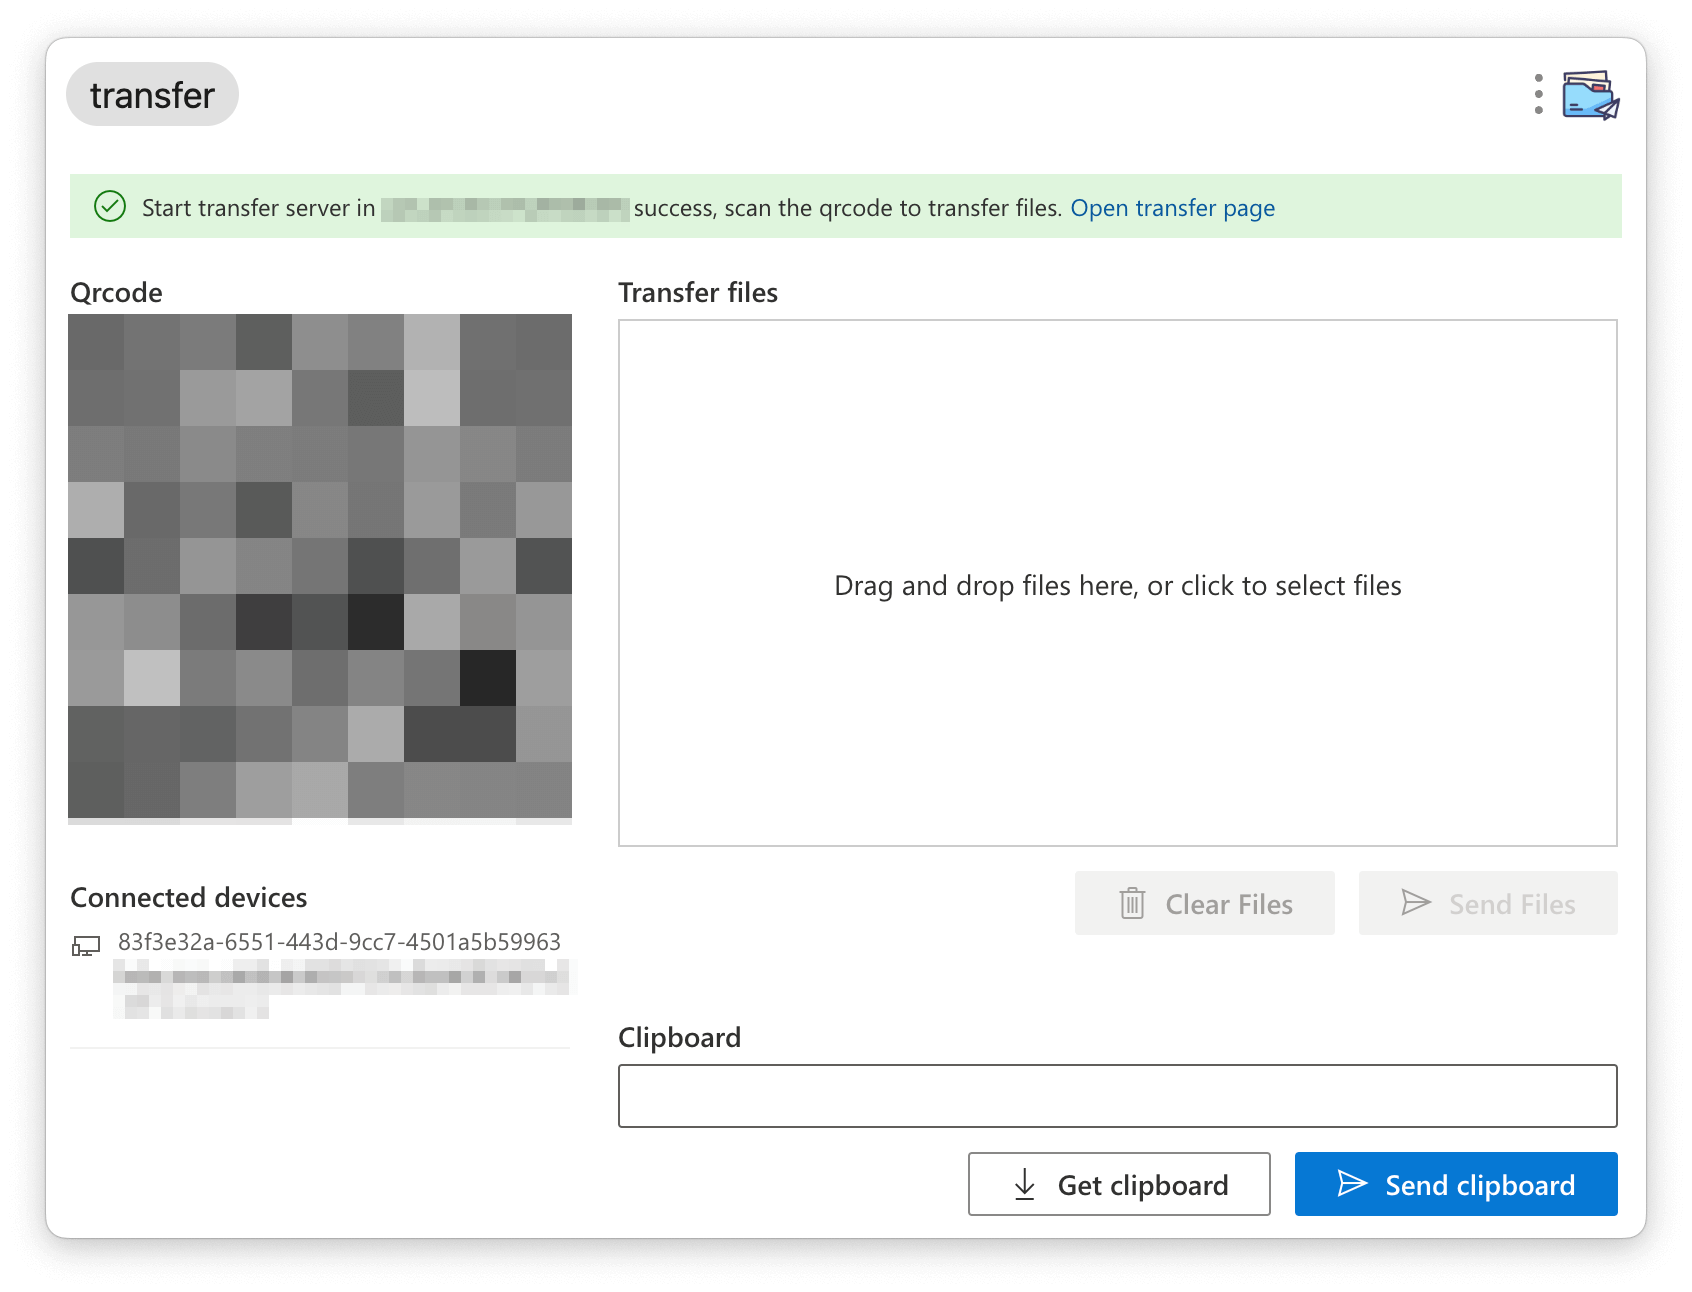 transfer
Start transfer server in success, scan the qrcode to transfer files. Open transfer page
Qrcode
Transfer files
Drag and drop files here, or click to select files
Clear Files
Send Files
Connected devices
83f3e32a-6551-443d-9cc7-4501a5b59963
Clipboard
Get clipboard
Send clipboard